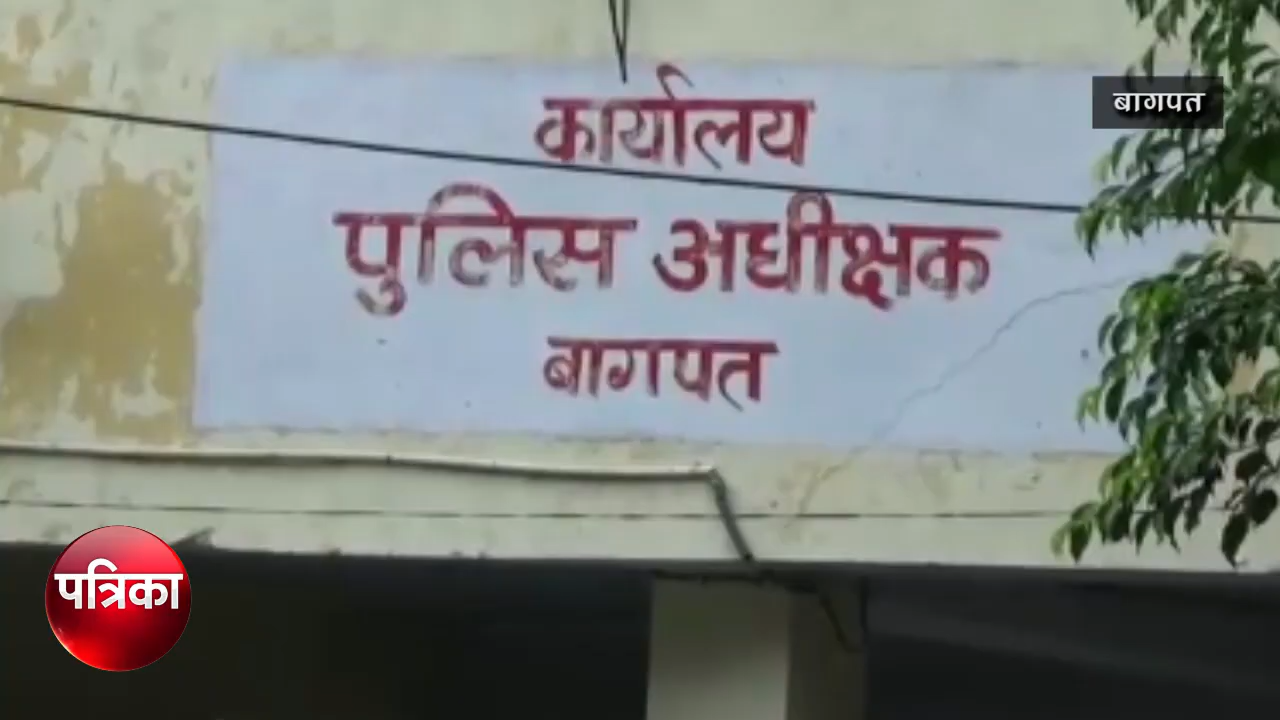 कार्यालय
पुलिस अधीक्षक
बागपत
बागपत
पत्रिका